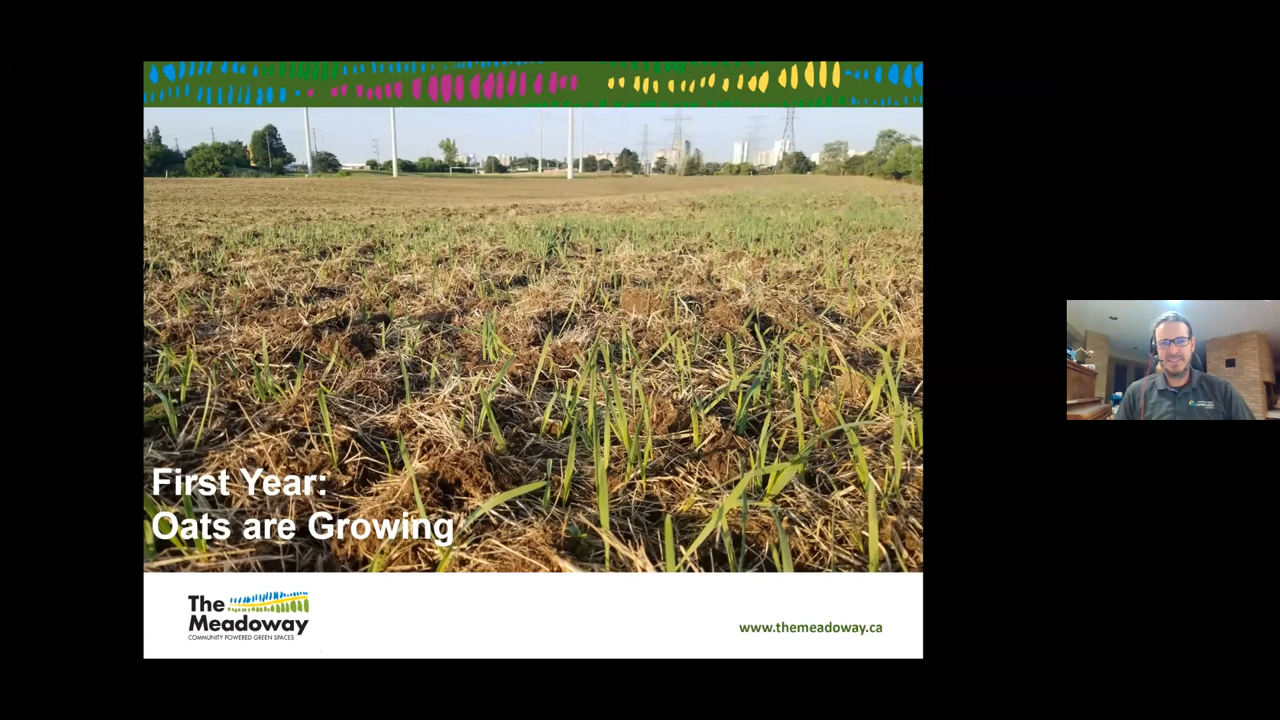 First Year:
Oats are Growing
The
Meadoway
COMMUNITY POWERED GREEN SPACES
www.themeadoway.ca